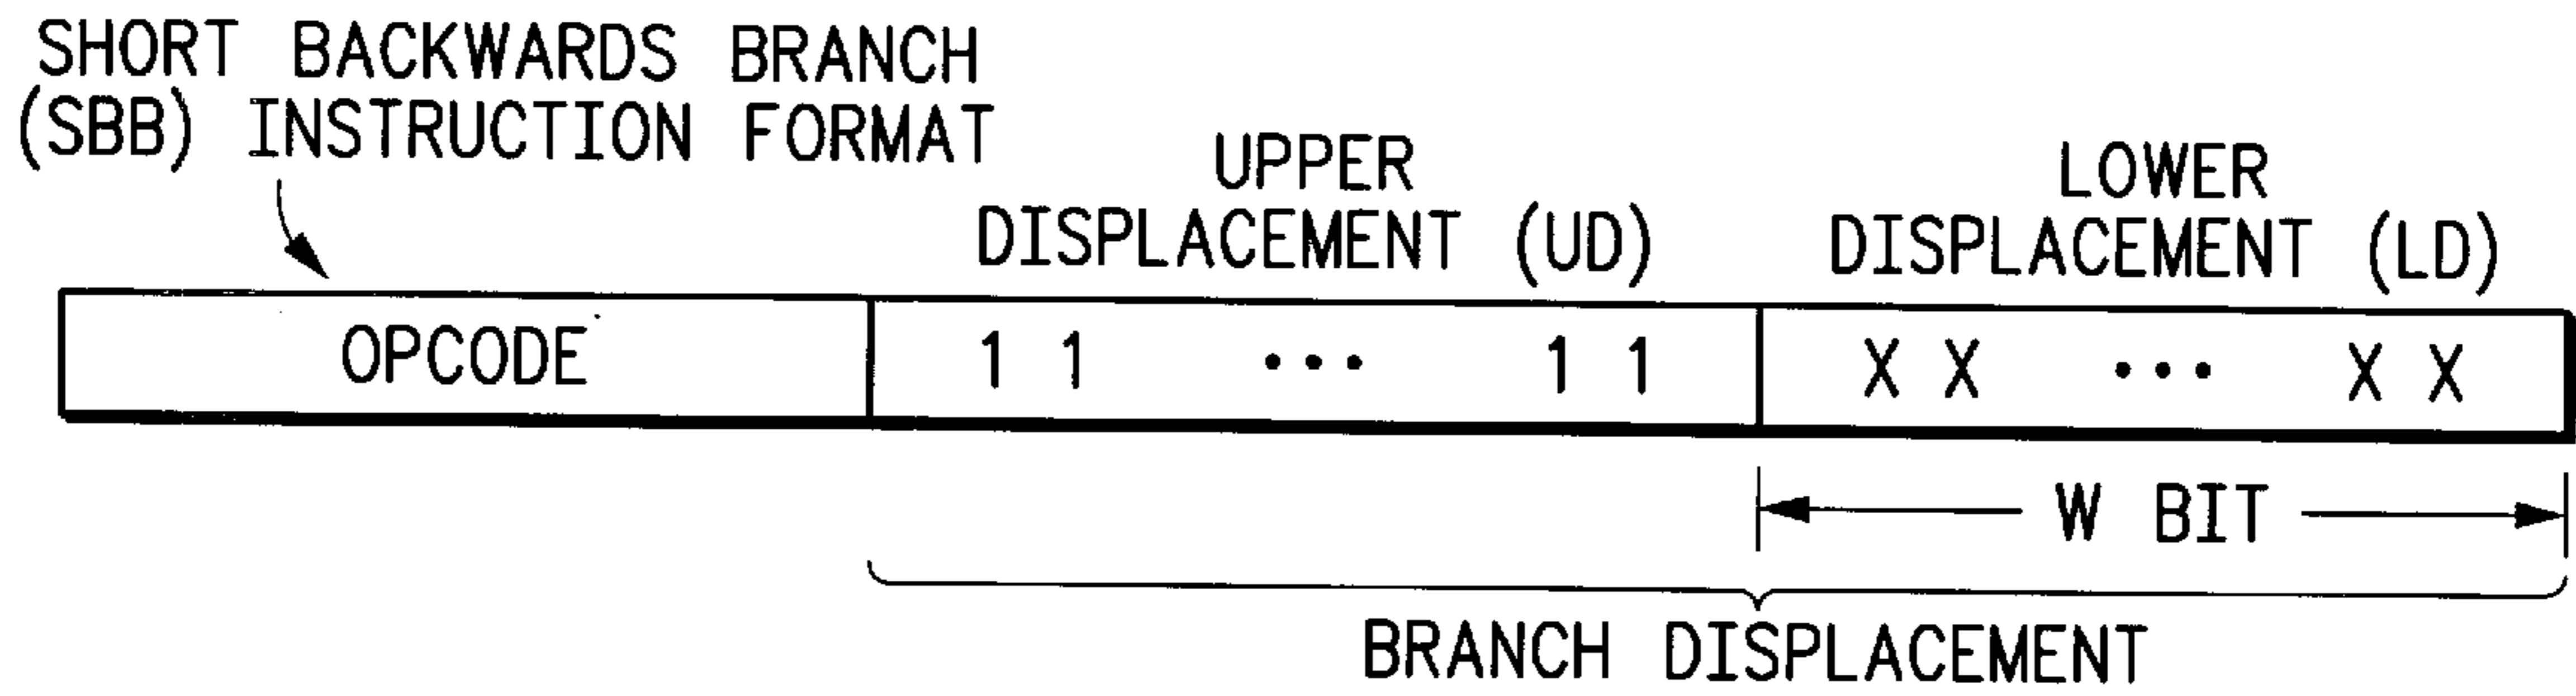 SHORT BACKWARDS BRANCH
(SBB) INSTRUCTION FORMAT
UPPER
DISPLACEMENT (UD)
LOWER
DISPLACEMENT (LD)
OPCODE
1 1 ••• 1 1
X X ••• X X
W BIT
BRANCH DISPLACEMENT